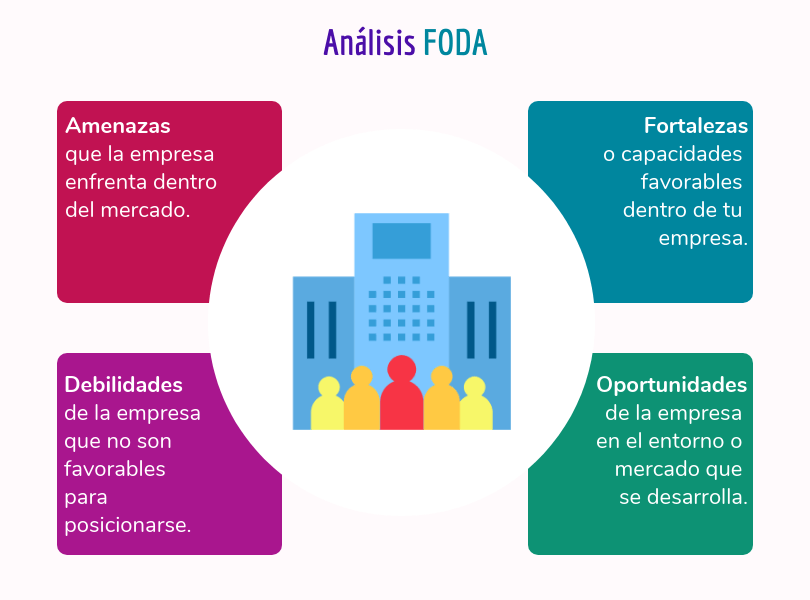 Análisis FODA
Amenazas
que la empresa
enfrenta dentro
del mercado.
Fortalezas
o capacidades
favorables
dentro de tu
empresa.
Debilidades
de la empresa
que no son
favorables
para
posicionarse.
Oportunidades
de la empresa
en el entorno o
mercado que
se desarrolla.